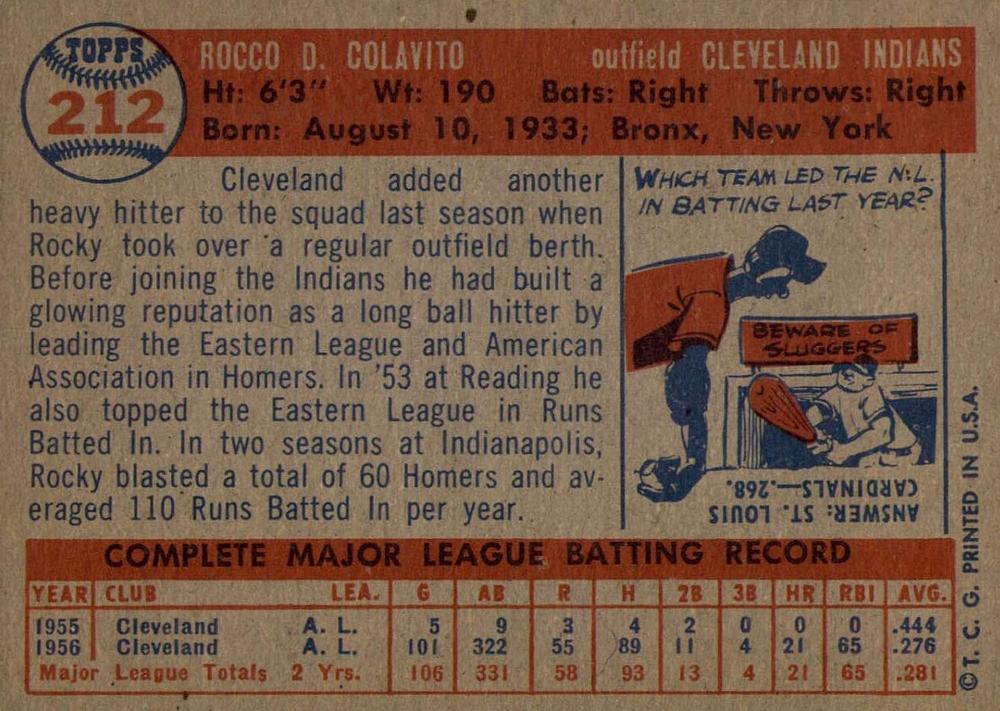 TOPPS
212
ROCCO D. COLAVITO outfield CLEVELAND INDIANS
Ht: 6'3" Wt: 190 Bats: Right Throws: Right
Born: August 10, 1933; Bronx, New York
Cleveland added another
heavy hitter to the squad last season when
Rocky took over a regular outfield berth.
Before joining the Indians he had built a
glowing reputation as a long ball hitter by
leading the Eastern League and American
Association in Homers. In '53 at Reading he
also topped the Eastern League in Runs
Batted In. In two seasons at Indianapolis,
Rocky blasted a total of 60 Homers and av-
eraged 110 Runs Batted In per year.
WHICH TEAM LED THE N.L.
IN BATTING LAST YEAR?
BEWARE OF
SLUGGERS
ANSWER: ST. LOUIS
CARDINALS—.268.
COMPLETE MAJOR LEAGUE BATTING RECORD
YEAR CLUB LEA. G AB R H 2B 3B HR RBI AVG.
1955 Cleveland A. L. 5 9 3 4 2 0 0 0 .444
1956 Cleveland A. L. 101 322 55 89 11 4 21 65 .276
Major League Totals 2 Yrs. 106 331 58 93 13 4 21 65 .281
©T. C. G. PRINTED IN U.S.A.